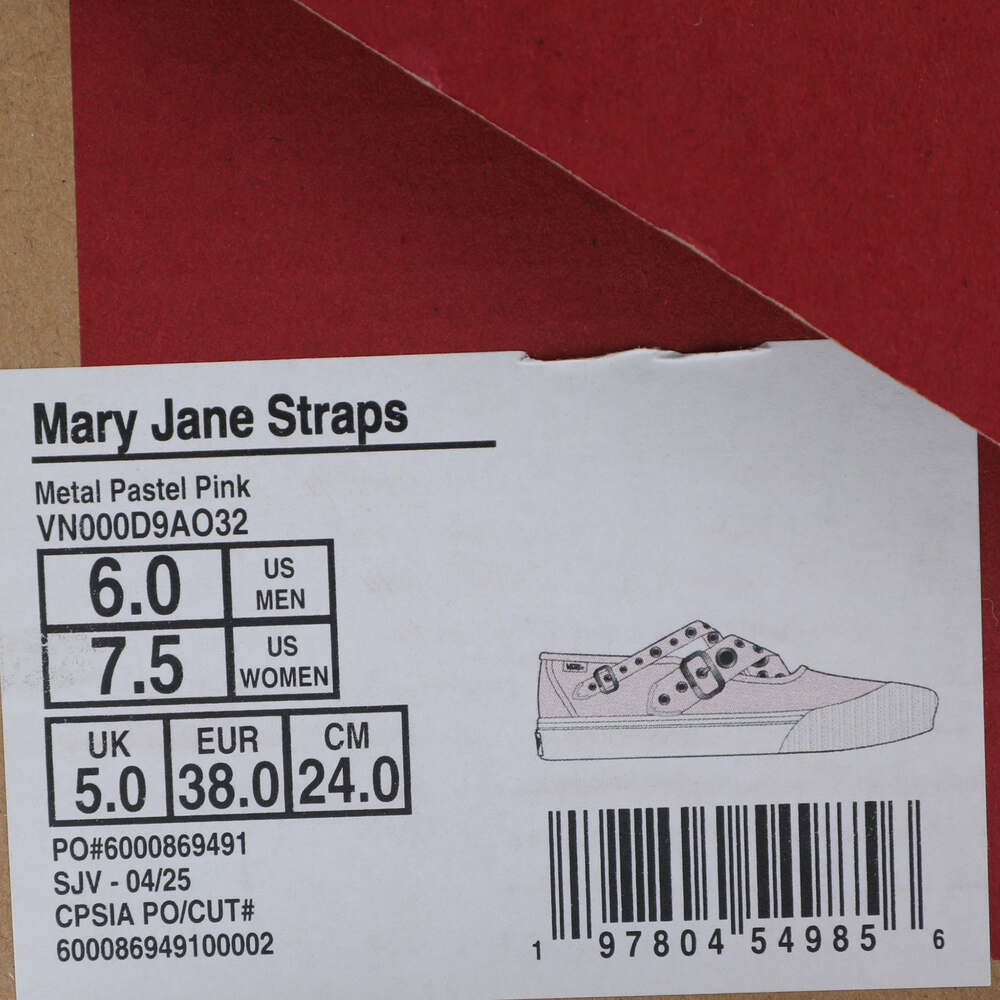 Mary Jane Straps
Metal Pastel Pink
VN000D9AO32
6.0 US MEN
7.5 US WOMEN
UK EUR CM
5.0 38.0 24.0
VANS
PO#6000869491
SJV - 04/25
CPSIA PO/CUT#
600086949100002
1 97804 54985 6